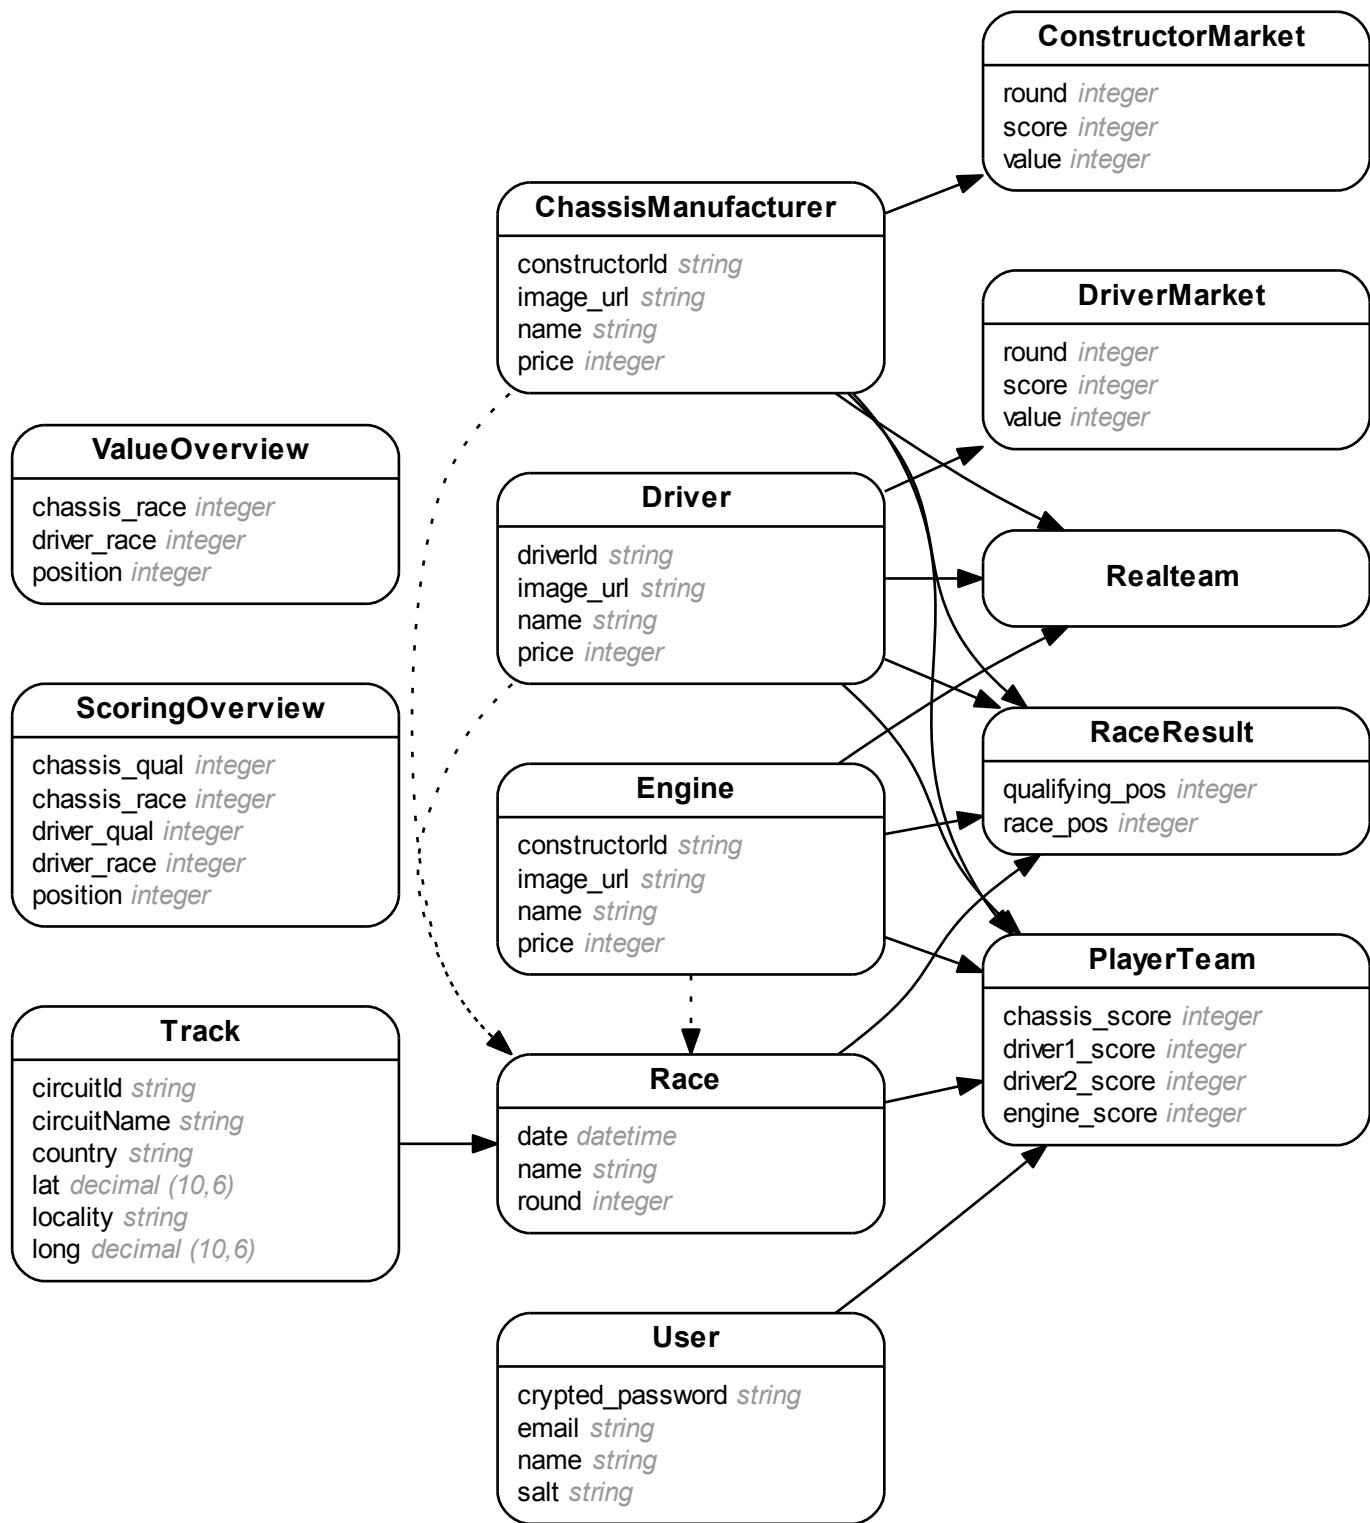 ConstructorMarket
round integer
score integer
value integer
ChassisManufacturer
constructorId string
image_url string
name string
price integer
DriverMarket
round integer
score integer
value integer
ValueOverview
chassis_race integer
driver_race integer
position integer
Driver
driverId string
image_url string
name string
price integer
Realteam
ScoringOverview
chassis_qual integer
chassis_race integer
driver_qual integer
driver_race integer
position integer
Engine
constructorId string
image_url string
name string
price integer
RaceResult
qualifying_pos integer
race_pos integer
PlayerTeam
chassis_score integer
driver1_score integer
driver2_score integer
engine_score integer
Track
circuitId string
circuitName string
country string
lat decimal (10,6)
locality string
long decimal (10,6)
Race
date datetime
name string
round integer
User
crypted_password string
email string
name string
salt string